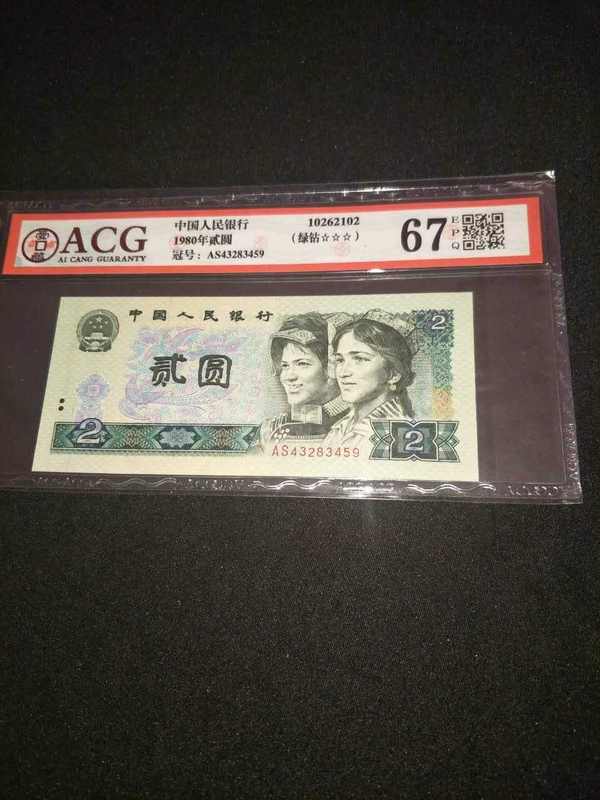 ACG
AI CANG GUARANTY
中国人民银行
1980年贰圆
冠号: AS43283459
10262102
(绿钻☆☆☆)
67
E
P
Q
中国人民银行
贰圆
2
2
2
AS43283459